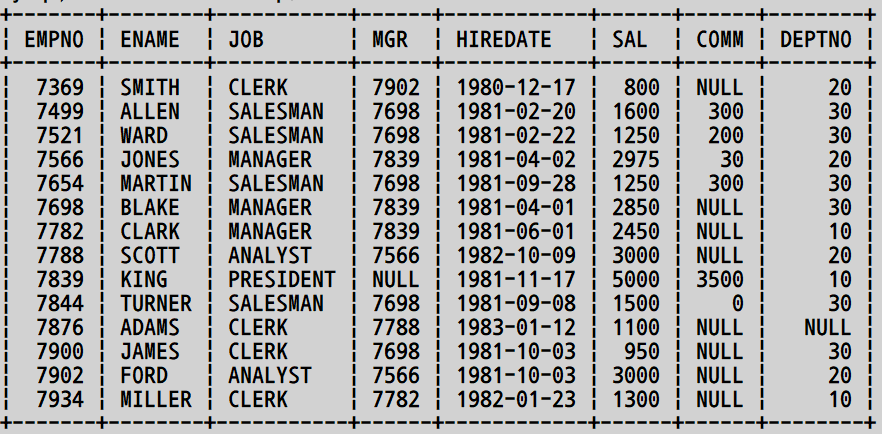 EMPNO ENAME JOB MGR HIREDATE SAL COMM DEPTNO
7369 SMITH CLERK 7902 1980-12-17 800 NULL 20
7499 ALLEN SALESMAN 7698 1981-02-20 1600 300 30
7521 WARD SALESMAN 7698 1981-02-22 1250 200 30
7566 JONES MANAGER 7839 1981-04-02 2975 30 20
7654 MARTIN SALESMAN 7698 1981-09-28 1250 300 30
7698 BLAKE MANAGER 7839 1981-04-01 2850 NULL 30
7782 CLARK MANAGER 7839 1981-06-01 2450 NULL 10
7788 SCOTT ANALYST 7566 1982-10-09 3000 NULL 20
7839 KING PRESIDENT NULL 1981-11-17 5000 3500 10
7844 TURNER SALESMAN 7698 1981-09-08 1500 0 30
7876 ADAMS CLERK 7788 1983-01-12 1100 NULL NULL
7900 JAMES CLERK 7698 1981-10-03 950 NULL 30
7902 FORD ANALYST 7566 1981-10-03 3000 NULL 20
7934 MILLER CLERK 7782 1982-01-23 1300 NULL 10